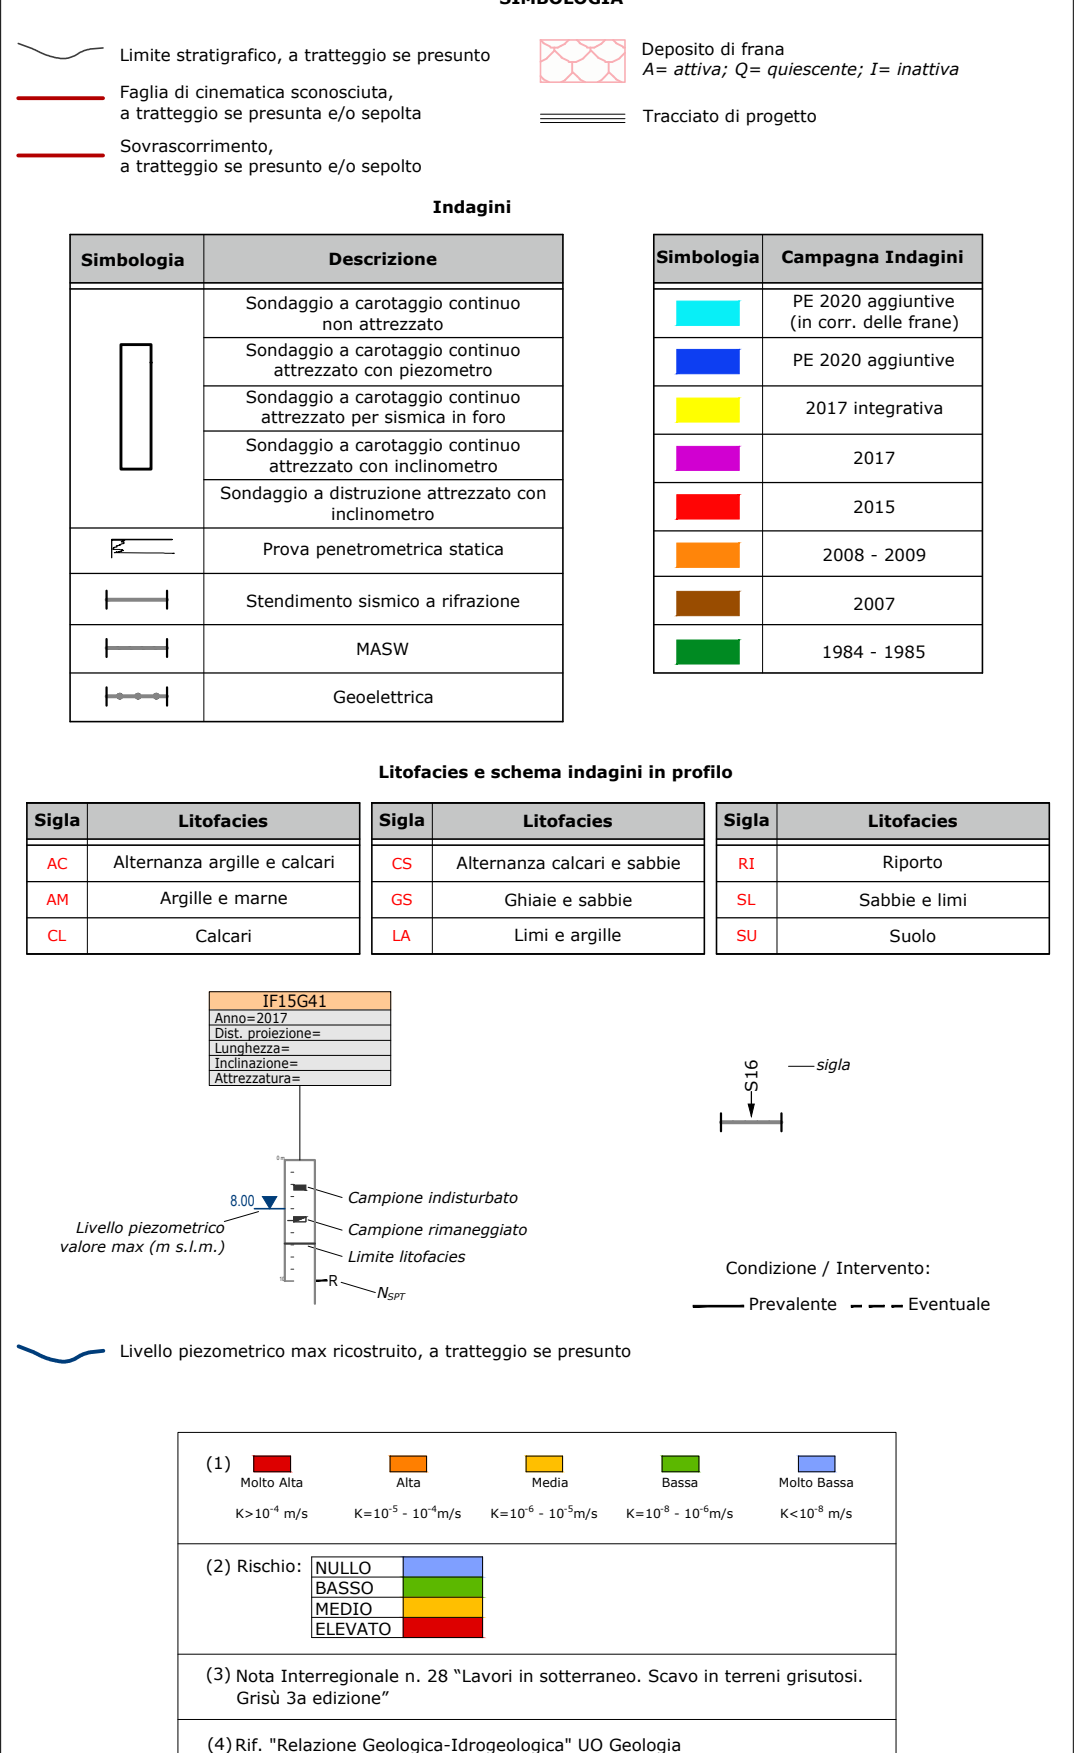 SIMBOLOGIA
Limite stratigrafico, a tratteggio se presunto
Faglia di cinematica sconosciuta,
a tratteggio se presunta e/o sepolta
Sovrascorrimento,
a tratteggio se presunto e/o sepolto
Deposito di frana
A= attiva; Q= quiescente; I= inattiva
Tracciato di progetto
Indagini
Simbologia Descrizione
Sondaggio a carotaggio continuo
non attrezzato
Sondaggio a carotaggio continuo
attrezzato con piezometro
Sondaggio a carotaggio continuo
attrezzato per sismica in foro
Sondaggio a carotaggio continuo
attrezzato con inclinometro
Sondaggio a distruzione attrezzato con
inclinometro
Prova penetrometrica statica
Stendimento sismico a rifrazione
MASW
Geoelettrica
Simbologia Campagna Indagini
PE 2020 aggiuntive
(in corr. delle frane)
PE 2020 aggiuntive
2017 integrativa
2017
2015
2008 - 2009
2007
1984 - 1985
Litofacies e schema indagini in profilo
Sigla Litofacies Sigla Litofacies Sigla Litofacies
AC Alternanza argille e calcari CS Alternanza calcari e sabbie RI Riporto
AM Argille e marne GS Ghiaie e sabbie SL Sabbie e limi
CL Calcari LA Limi e argille SU Suolo
IF15G41
Anno=2017
Dist. proiezione=
Lunghezza=
Inclinazione=
Attrezzatura=
0 m
8.00
Livello piezometrico
valore max (m s.l.m.)
Campione indisturbato
Campione rimaneggiato
Limite litofacies
10
R
NSPT
S16
sigla
Condizione / Intervento:
Prevalente Eventuale
Livello piezometrico max ricostruito, a tratteggio se presunto
(1)
Molto Alta Alta Media Bassa Molto Bassa
K>10⁻⁴ m/s K=10⁻⁵ - 10⁻⁴m/s K=10⁻⁶ - 10⁻⁵m/s K=10⁻⁸ - 10⁻⁶m/s K<10⁻⁸ m/s
(2) Rischio: NULLO
BASSO
MEDIO
ELEVATO
(3) Nota Interregionale n. 28 “Lavori in sotterraneo. Scavo in terreni grisutosi.
Grisù 3a edizione”
(4) Rif. "Relazione Geologica-Idrogeologica" UO Geologia